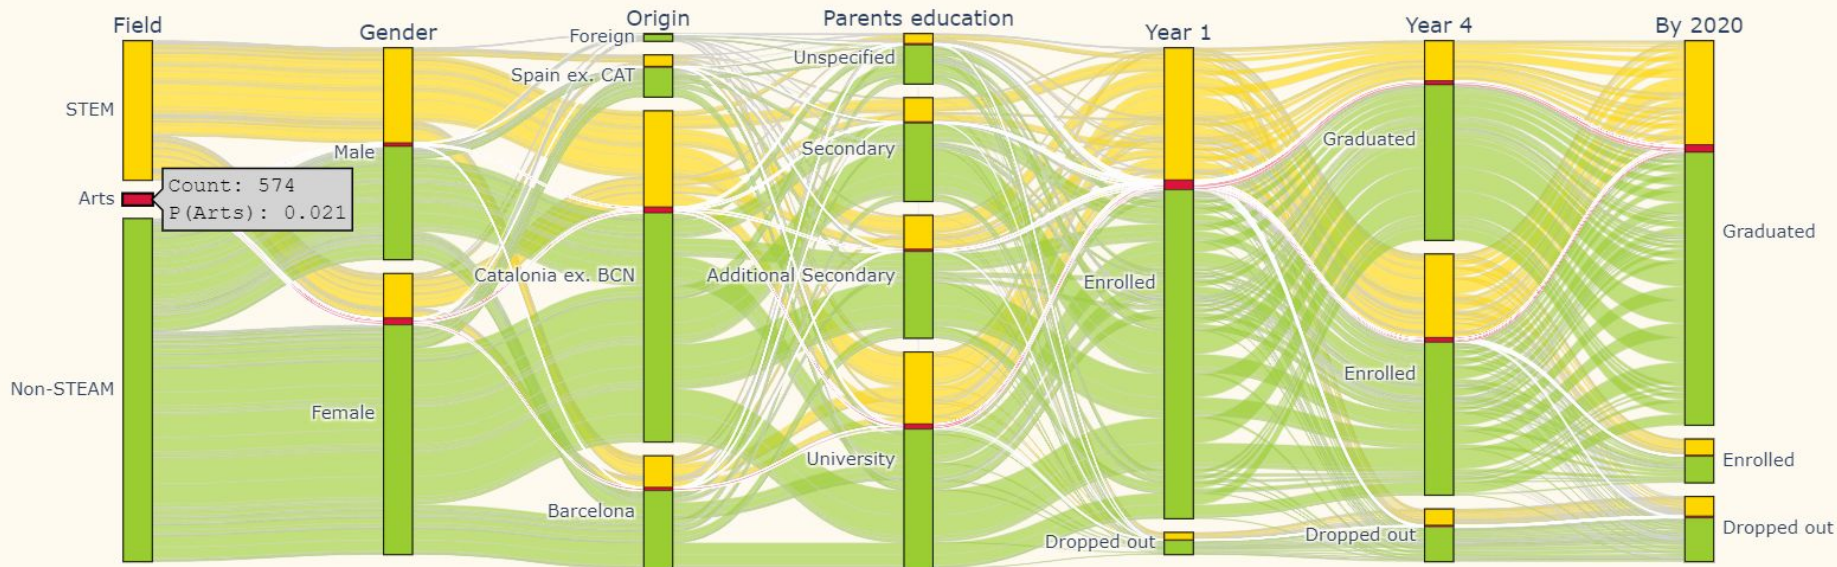 Field
Gender
Origin
Parents education
Year 1
Year 4
By 2020
STEM
Arts
Non-STEAM
Count: 574
P(Arts): 0.021
Male
Female
Foreign
Spain ex. CAT
Catalonia ex. BCN
Barcelona
Unspecified
Secondary
Additional Secondary
University
Enrolled
Dropped out
Graduated
Enrolled
Dropped out
Graduated
Enrolled
Dropped out